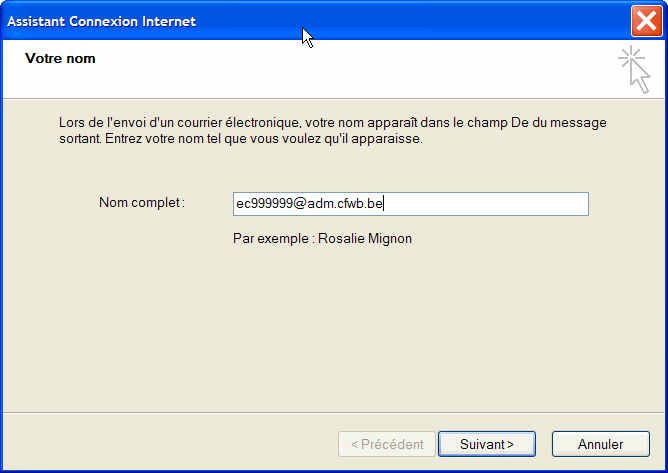 Assistant Connexion Internet
Votre nom
Lors de l'envoi d'un courrier électronique, votre nom apparaît dans le champ De du message
sortant. Entrez votre nom tel que vous voulez qu'il apparaisse.
Nom complet : ec999999@adm.cfwb.be
Par exemple : Rosalie Mignon
< Précédent Suivant > Annuler